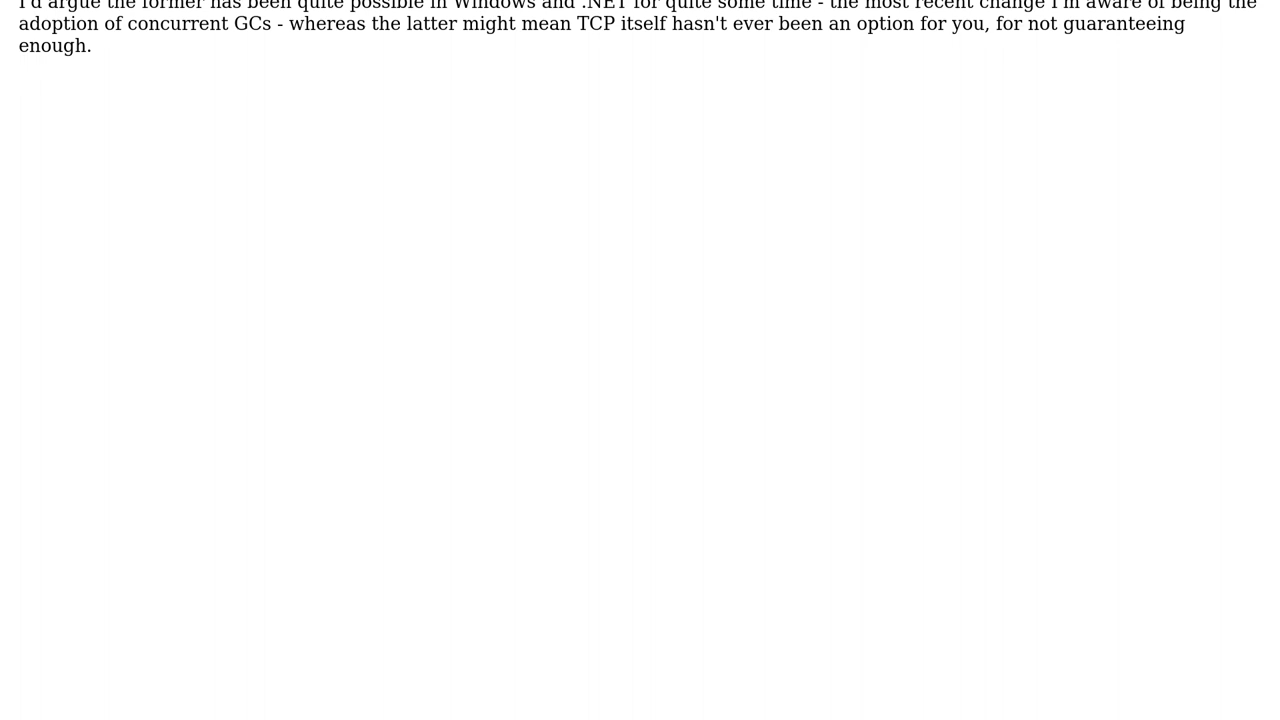 I'd argue the former has been quite possible in Windows and .NET for quite some time - the most recent change I'm aware of being the
adoption of concurrent GCs - whereas the latter might mean TCP itself hasn't ever been an option for you, for not guaranteeing
enough.